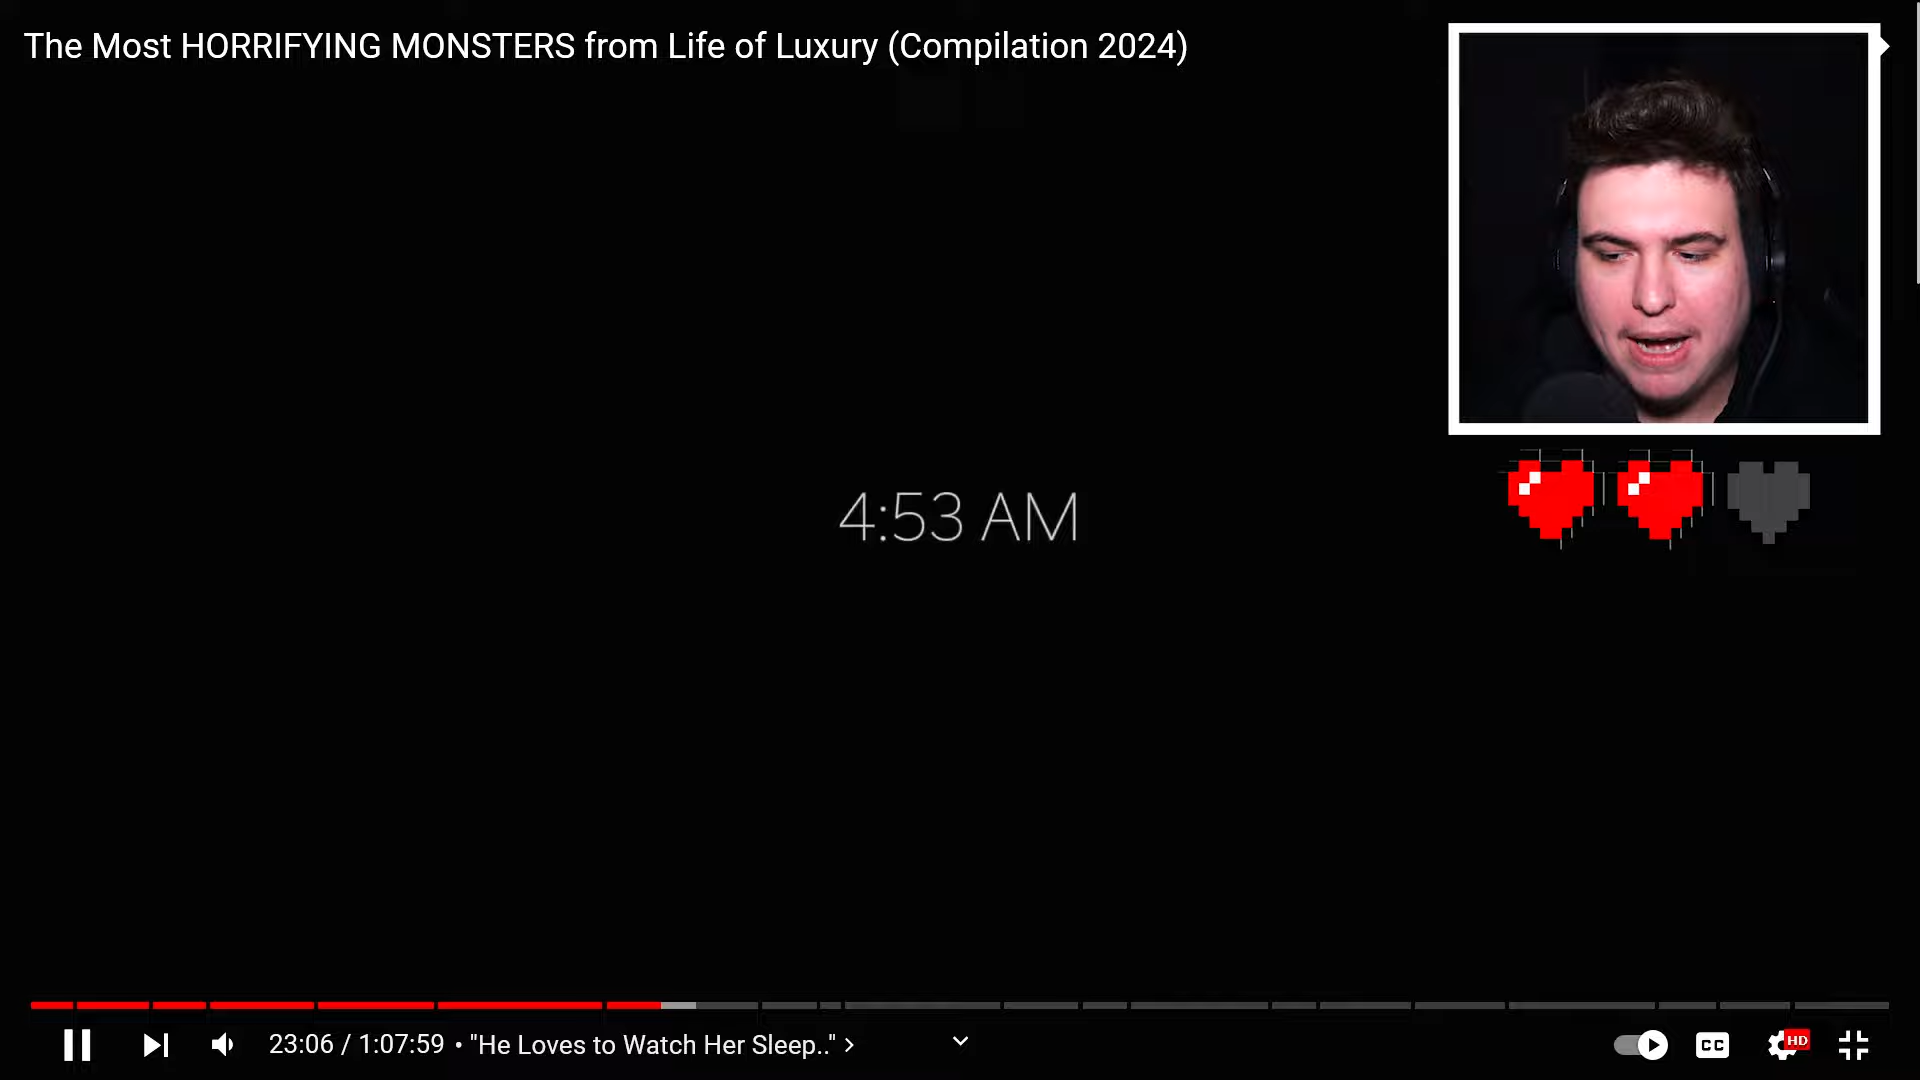 The Most HORRIFYING MONSTERS from Life of Luxury (Compilation 2024)
4:53 AM
23:06 / 1:07:59 • "He Loves to Watch Her Sleep.." ›
CC
HD